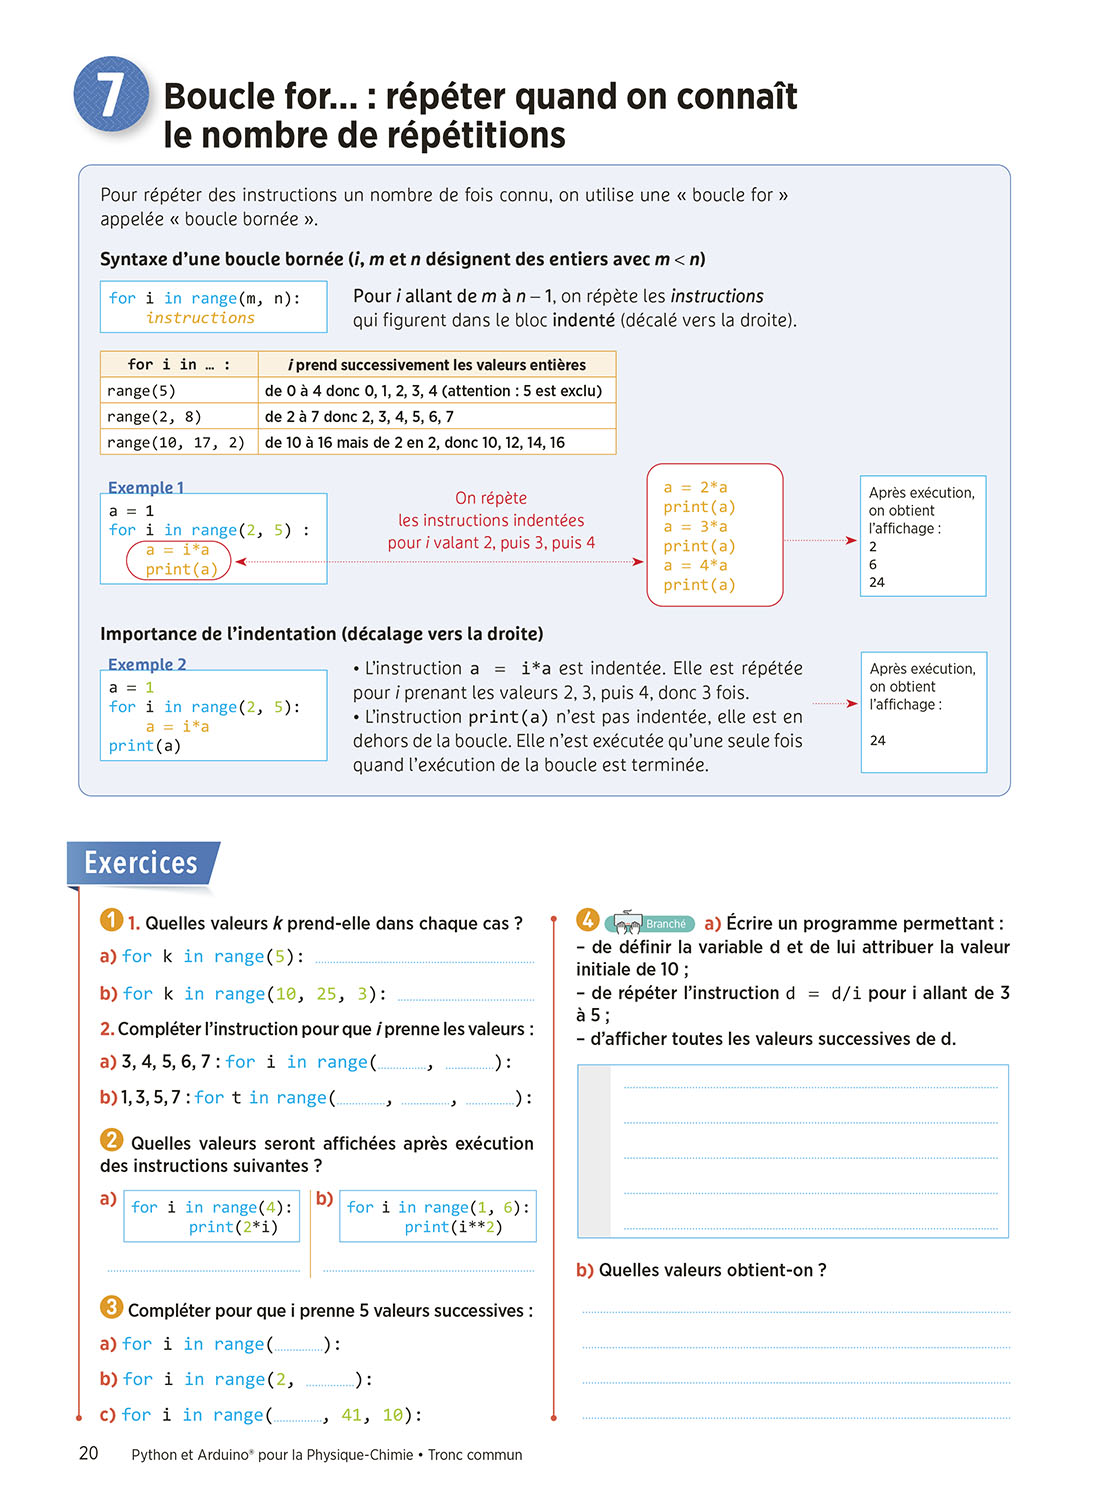 7
Boucle for... : répéter quand on connaît
le nombre de répétitions
Pour répéter des instructions un nombre de fois connu, on utilise une « boucle for »
appelée « boucle bornée ».
Syntaxe d'une boucle bornée (i, m et n désignent des entiers avec m < n)
for i in range(m, n):
instructions
Pour i allant de m à n – 1, on répète les instructions
qui figurent dans le bloc indenté (décalé vers la droite).
for i in … : i prend successivement les valeurs entières
range(5) de 0 à 4 donc 0, 1, 2, 3, 4 (attention : 5 est exclu)
range(2, 8) de 2 à 7 donc 2, 3, 4, 5, 6, 7
range(10, 17, 2) de 10 à 16 mais de 2 en 2, donc 10, 12, 14, 16
Exemple 1
a = 1
for i in range(2, 5) :
a = i*a
print(a)
On répète
les instructions indentées
pour i valant 2, puis 3, puis 4
a = 2*a
print(a)
a = 3*a
print(a)
a = 4*a
print(a)
Après exécution,
on obtient
l'affichage :
2
6
24
Importance de l'indentation (décalage vers la droite)
Exemple 2
a = 1
for i in range(2, 5):
a = i*a
print(a)
• L'instruction a = i*a est indentée. Elle est répétée
pour i prenant les valeurs 2, 3, puis 4, donc 3 fois.
• L'instruction print(a) n'est pas indentée, elle est en
dehors de la boucle. Elle n'est exécutée qu'une seule fois
quand l'exécution de la boucle est terminée.
Après exécution,
on obtient
l'affichage :
24
Exercices
1 1. Quelles valeurs k prend-elle dans chaque cas ?
a) for k in range(5):
b) for k in range(10, 25, 3):
2. Compléter l'instruction pour que i prenne les valeurs :
a) 3, 4, 5, 6, 7 : for i in range( , ):
b) 1, 3, 5, 7 : for t in range( , , ):
2 Quelles valeurs seront affichées après exécution
des instructions suivantes ?
a) for i in range(4):
print(2*i)
b) for i in range(1, 6):
print(i**2)
3 Compléter pour que i prenne 5 valeurs successives :
a) for i in range( ):
b) for i in range(2, ):
c) for i in range( , 41, 10):
4 Branché a) Écrire un programme permettant :
– de définir la variable d et de lui attribuer la valeur
initiale de 10 ;
– de répéter l'instruction d = d/i pour i allant de 3
à 5 ;
– d'afficher toutes les valeurs successives de d.
b) Quelles valeurs obtient-on ?
20 Python et Arduino® pour la Physique-Chimie • Tronc commun